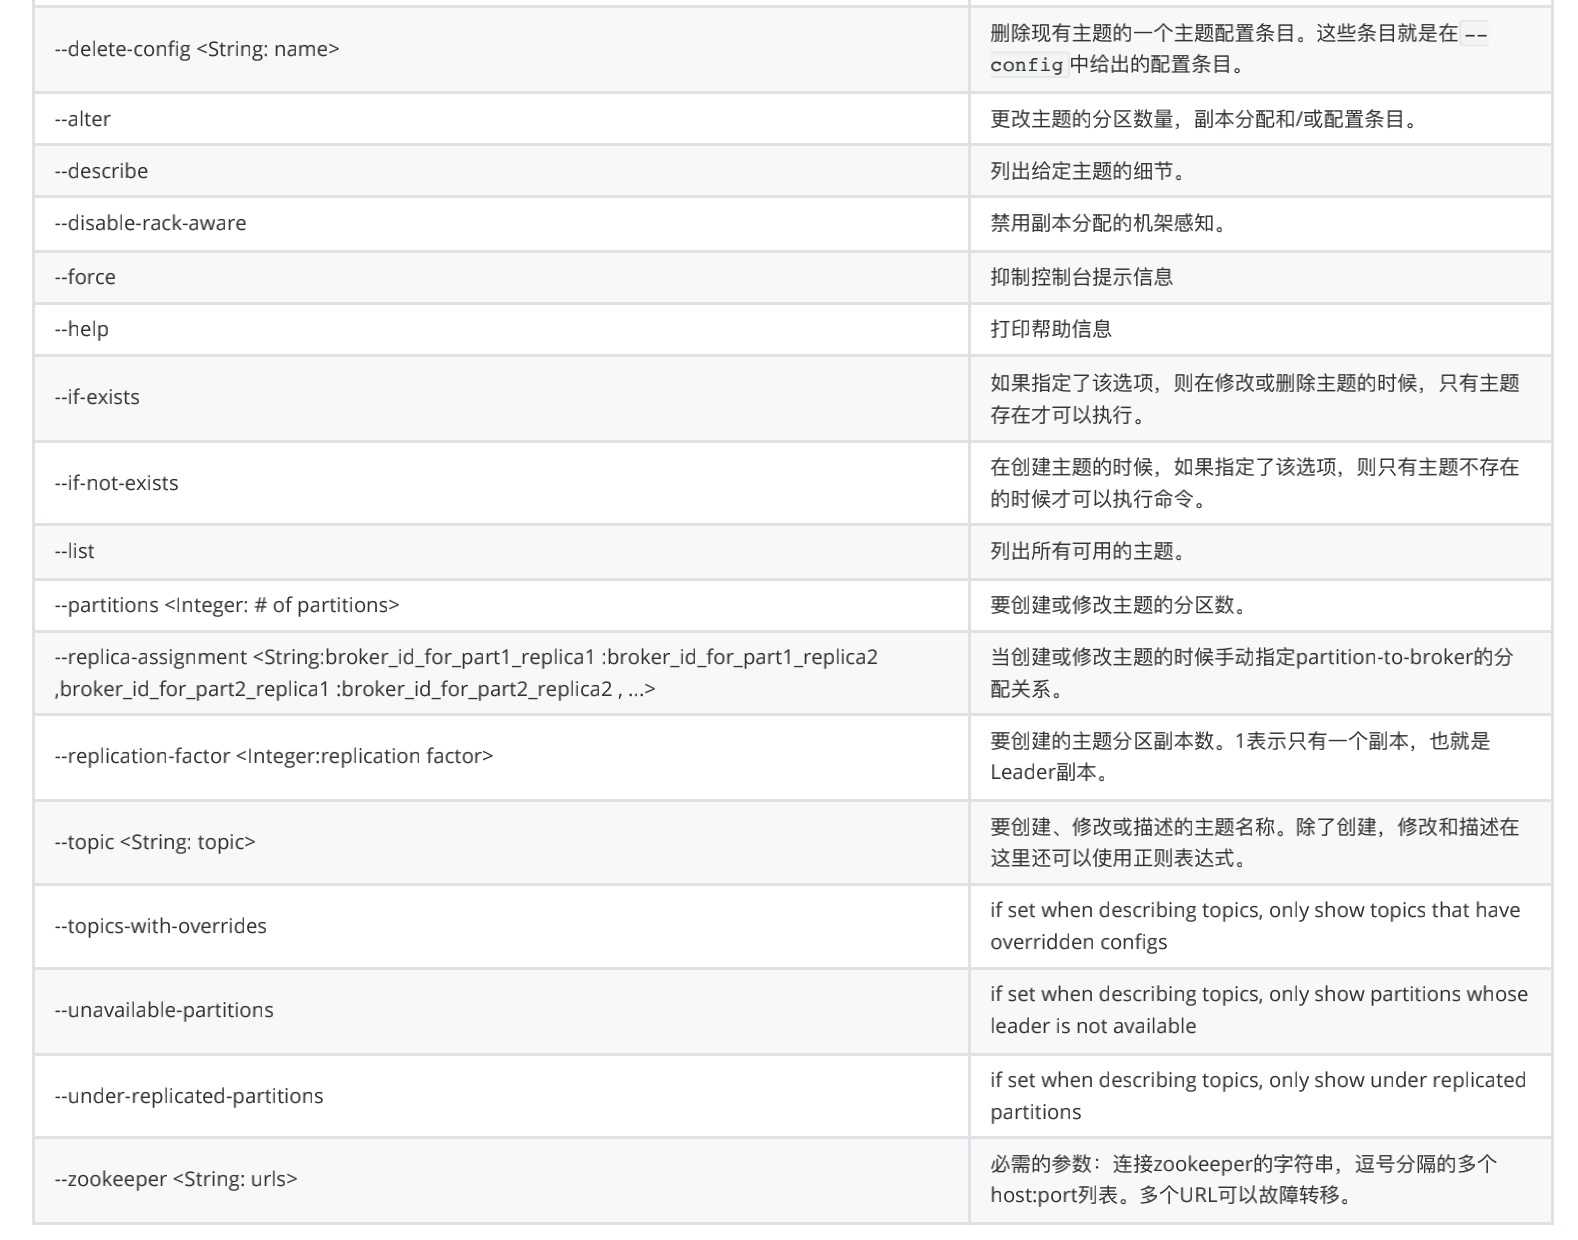 --delete-config <String: name>
删除现有主题的一个主题配置条目。这些条目就是在--
config中给出的配置条目。
--alter
更改主题的分区数量，副本分配和/或配置条目。
--describe
列出给定主题的细节。
--disable-rack-aware
禁用副本分配的机架感知。
--force
抑制控制台提示信息
--help
打印帮助信息
--if-exists
如果指定了该选项，则在修改或删除主题的时候，只有主题
存在才可以执行。
--if-not-exists
在创建主题的时候，如果指定了该选项，则只有主题不存在
的时候才可以执行命令。
--list
列出所有可用的主题。
--partitions <Integer: # of partitions>
要创建或修改主题的分区数。
--replica-assignment <String:broker_id_for_part1_replica1 :broker_id_for_part1_replica2
,broker_id_for_part2_replica1 :broker_id_for_part2_replica2 , ...>
当创建或修改主题的时候手动指定partition-to-broker的分
配关系。
--replication-factor <Integer:replication factor>
要创建的主题分区副本数。1表示只有一个副本，也就是
Leader副本。
--topic <String: topic>
要创建、修改或描述的主题名称。除了创建，修改和描述在
这里还可以使用正则表达式。
--topics-with-overrides
if set when describing topics, only show topics that have
overridden configs
--unavailable-partitions
if set when describing topics, only show partitions whose
leader is not available
--under-replicated-partitions
if set when describing topics, only show under replicated
partitions
--zookeeper <String: urls>
必需的参数：连接zookeeper的字符串，逗号分隔的多个
host:port列表。多个URL可以故障转移。